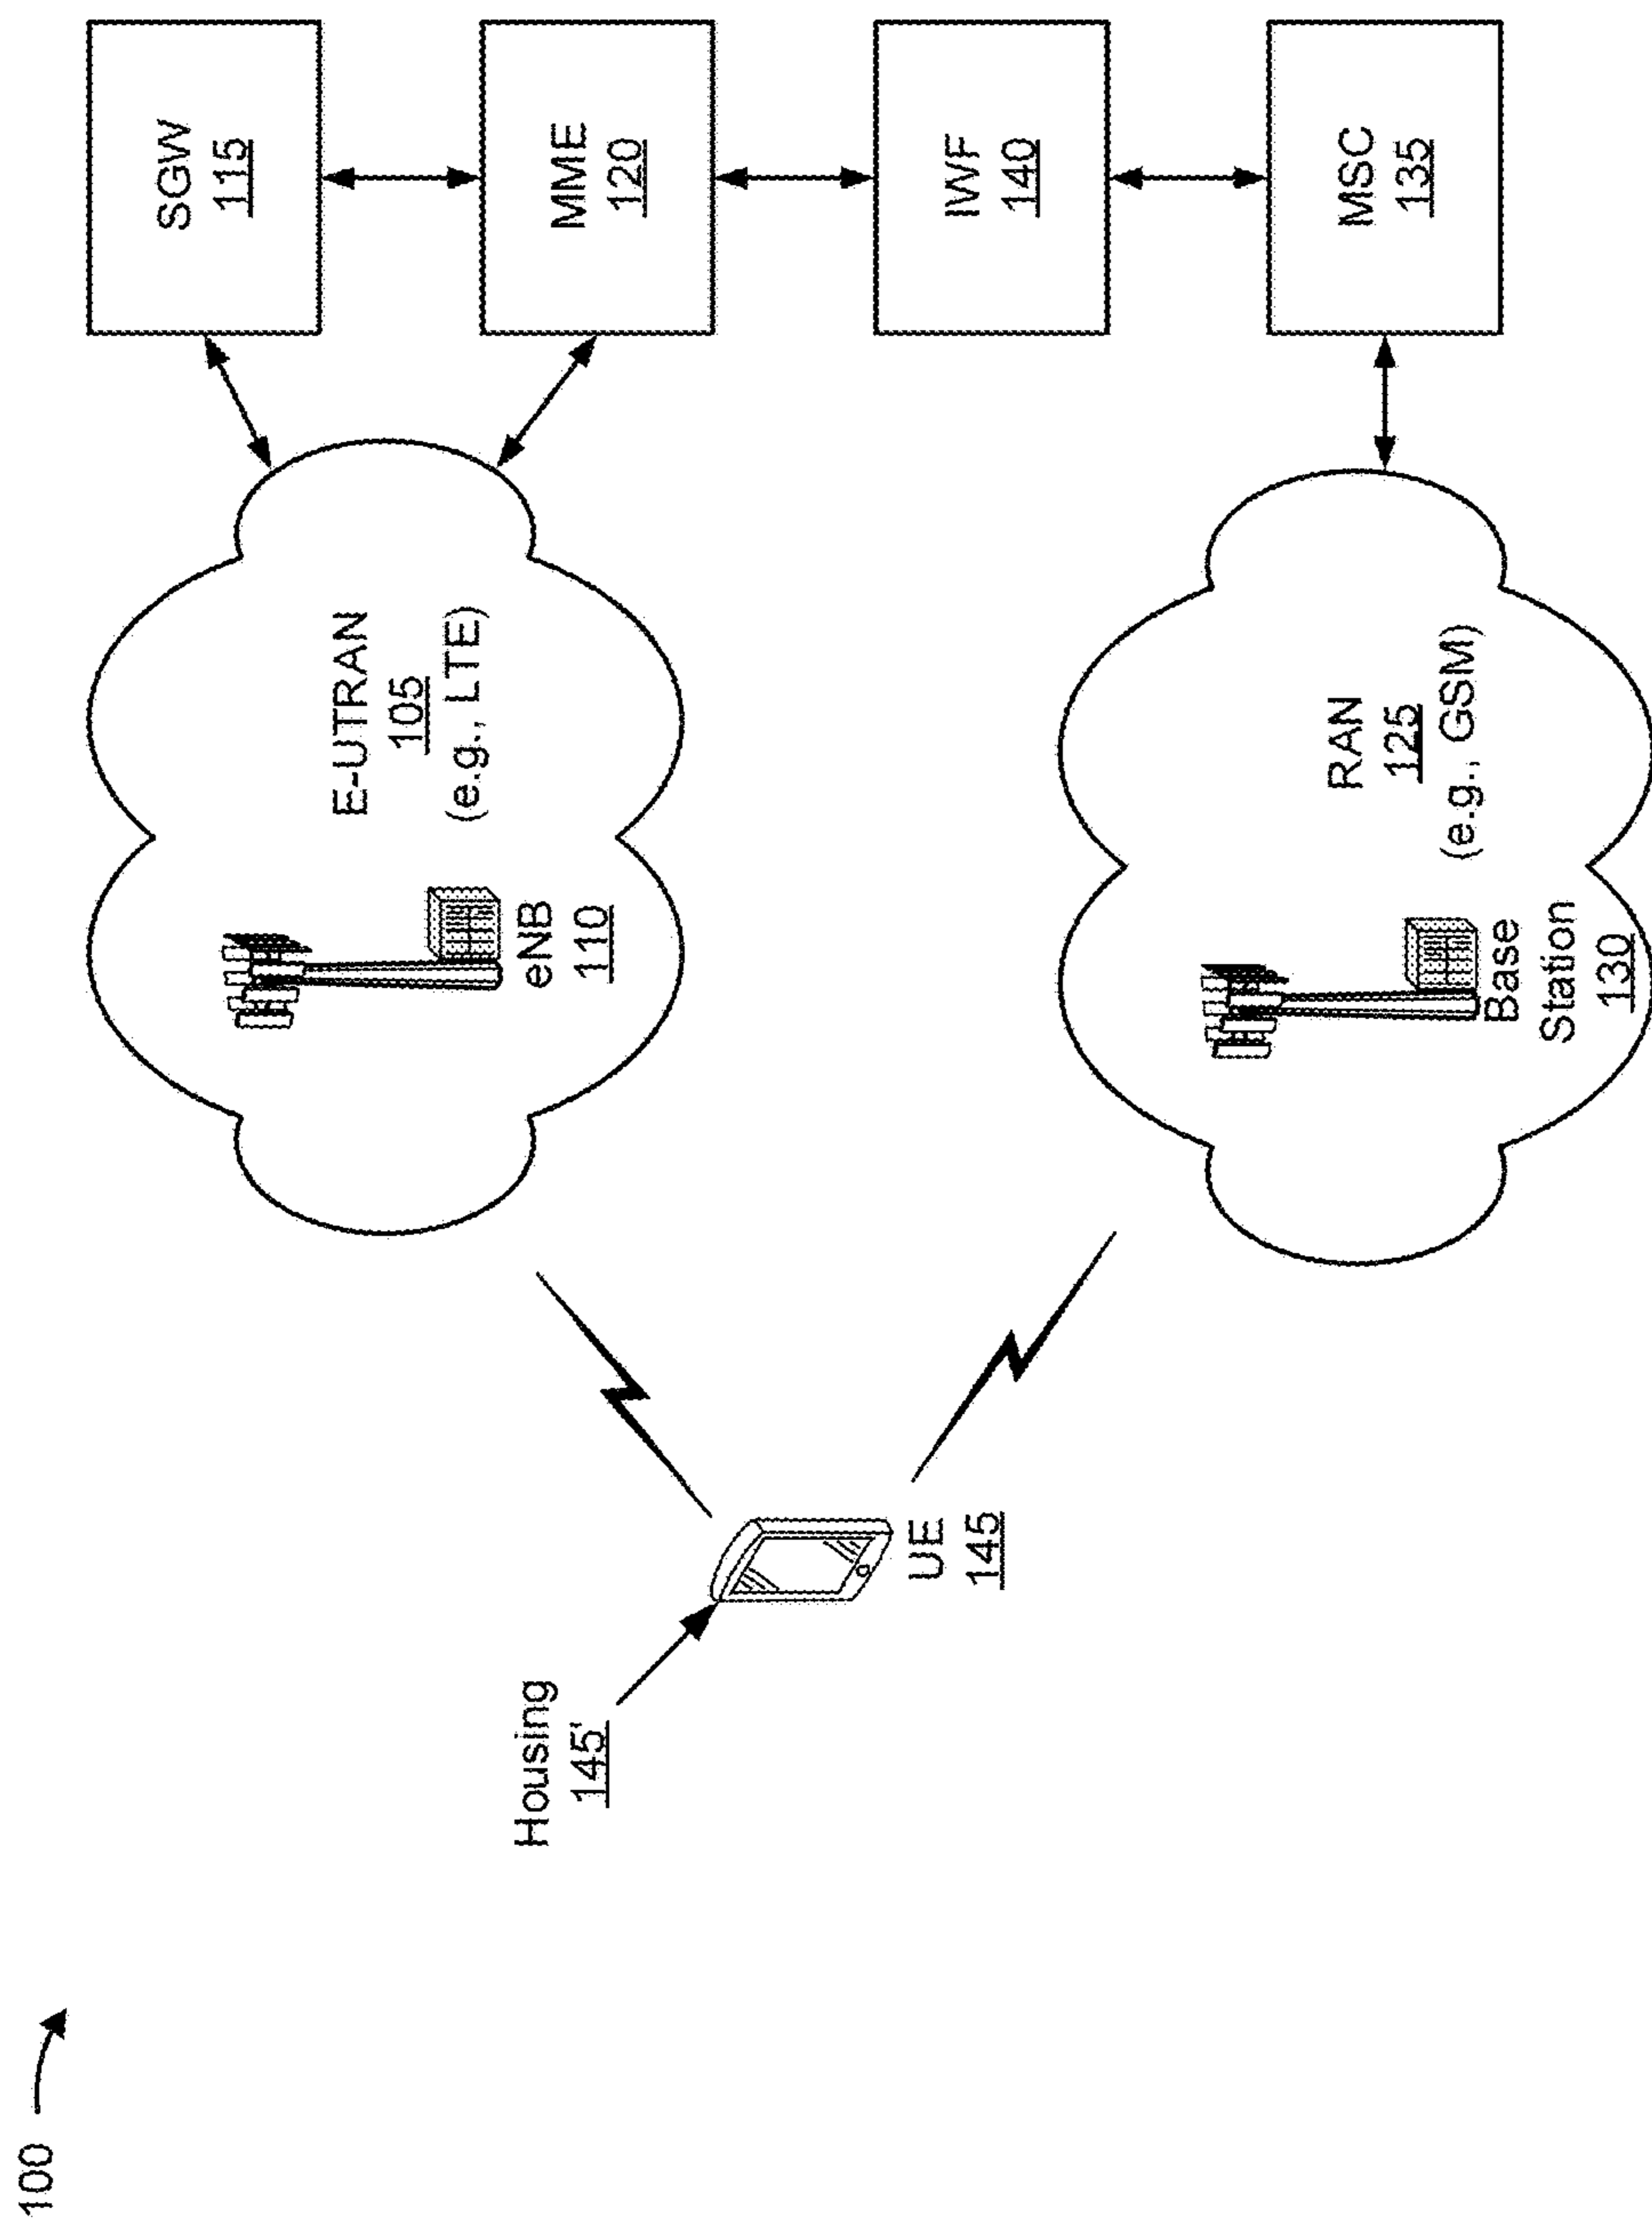 100
Housing
145'
UE
145
E-UTRAN
105
(e.g., LTE)
eNB
110
RAN
125
(e.g., GSM)
Base
Station
130
SGW
115
MME
120
IWF
140
MSC
135